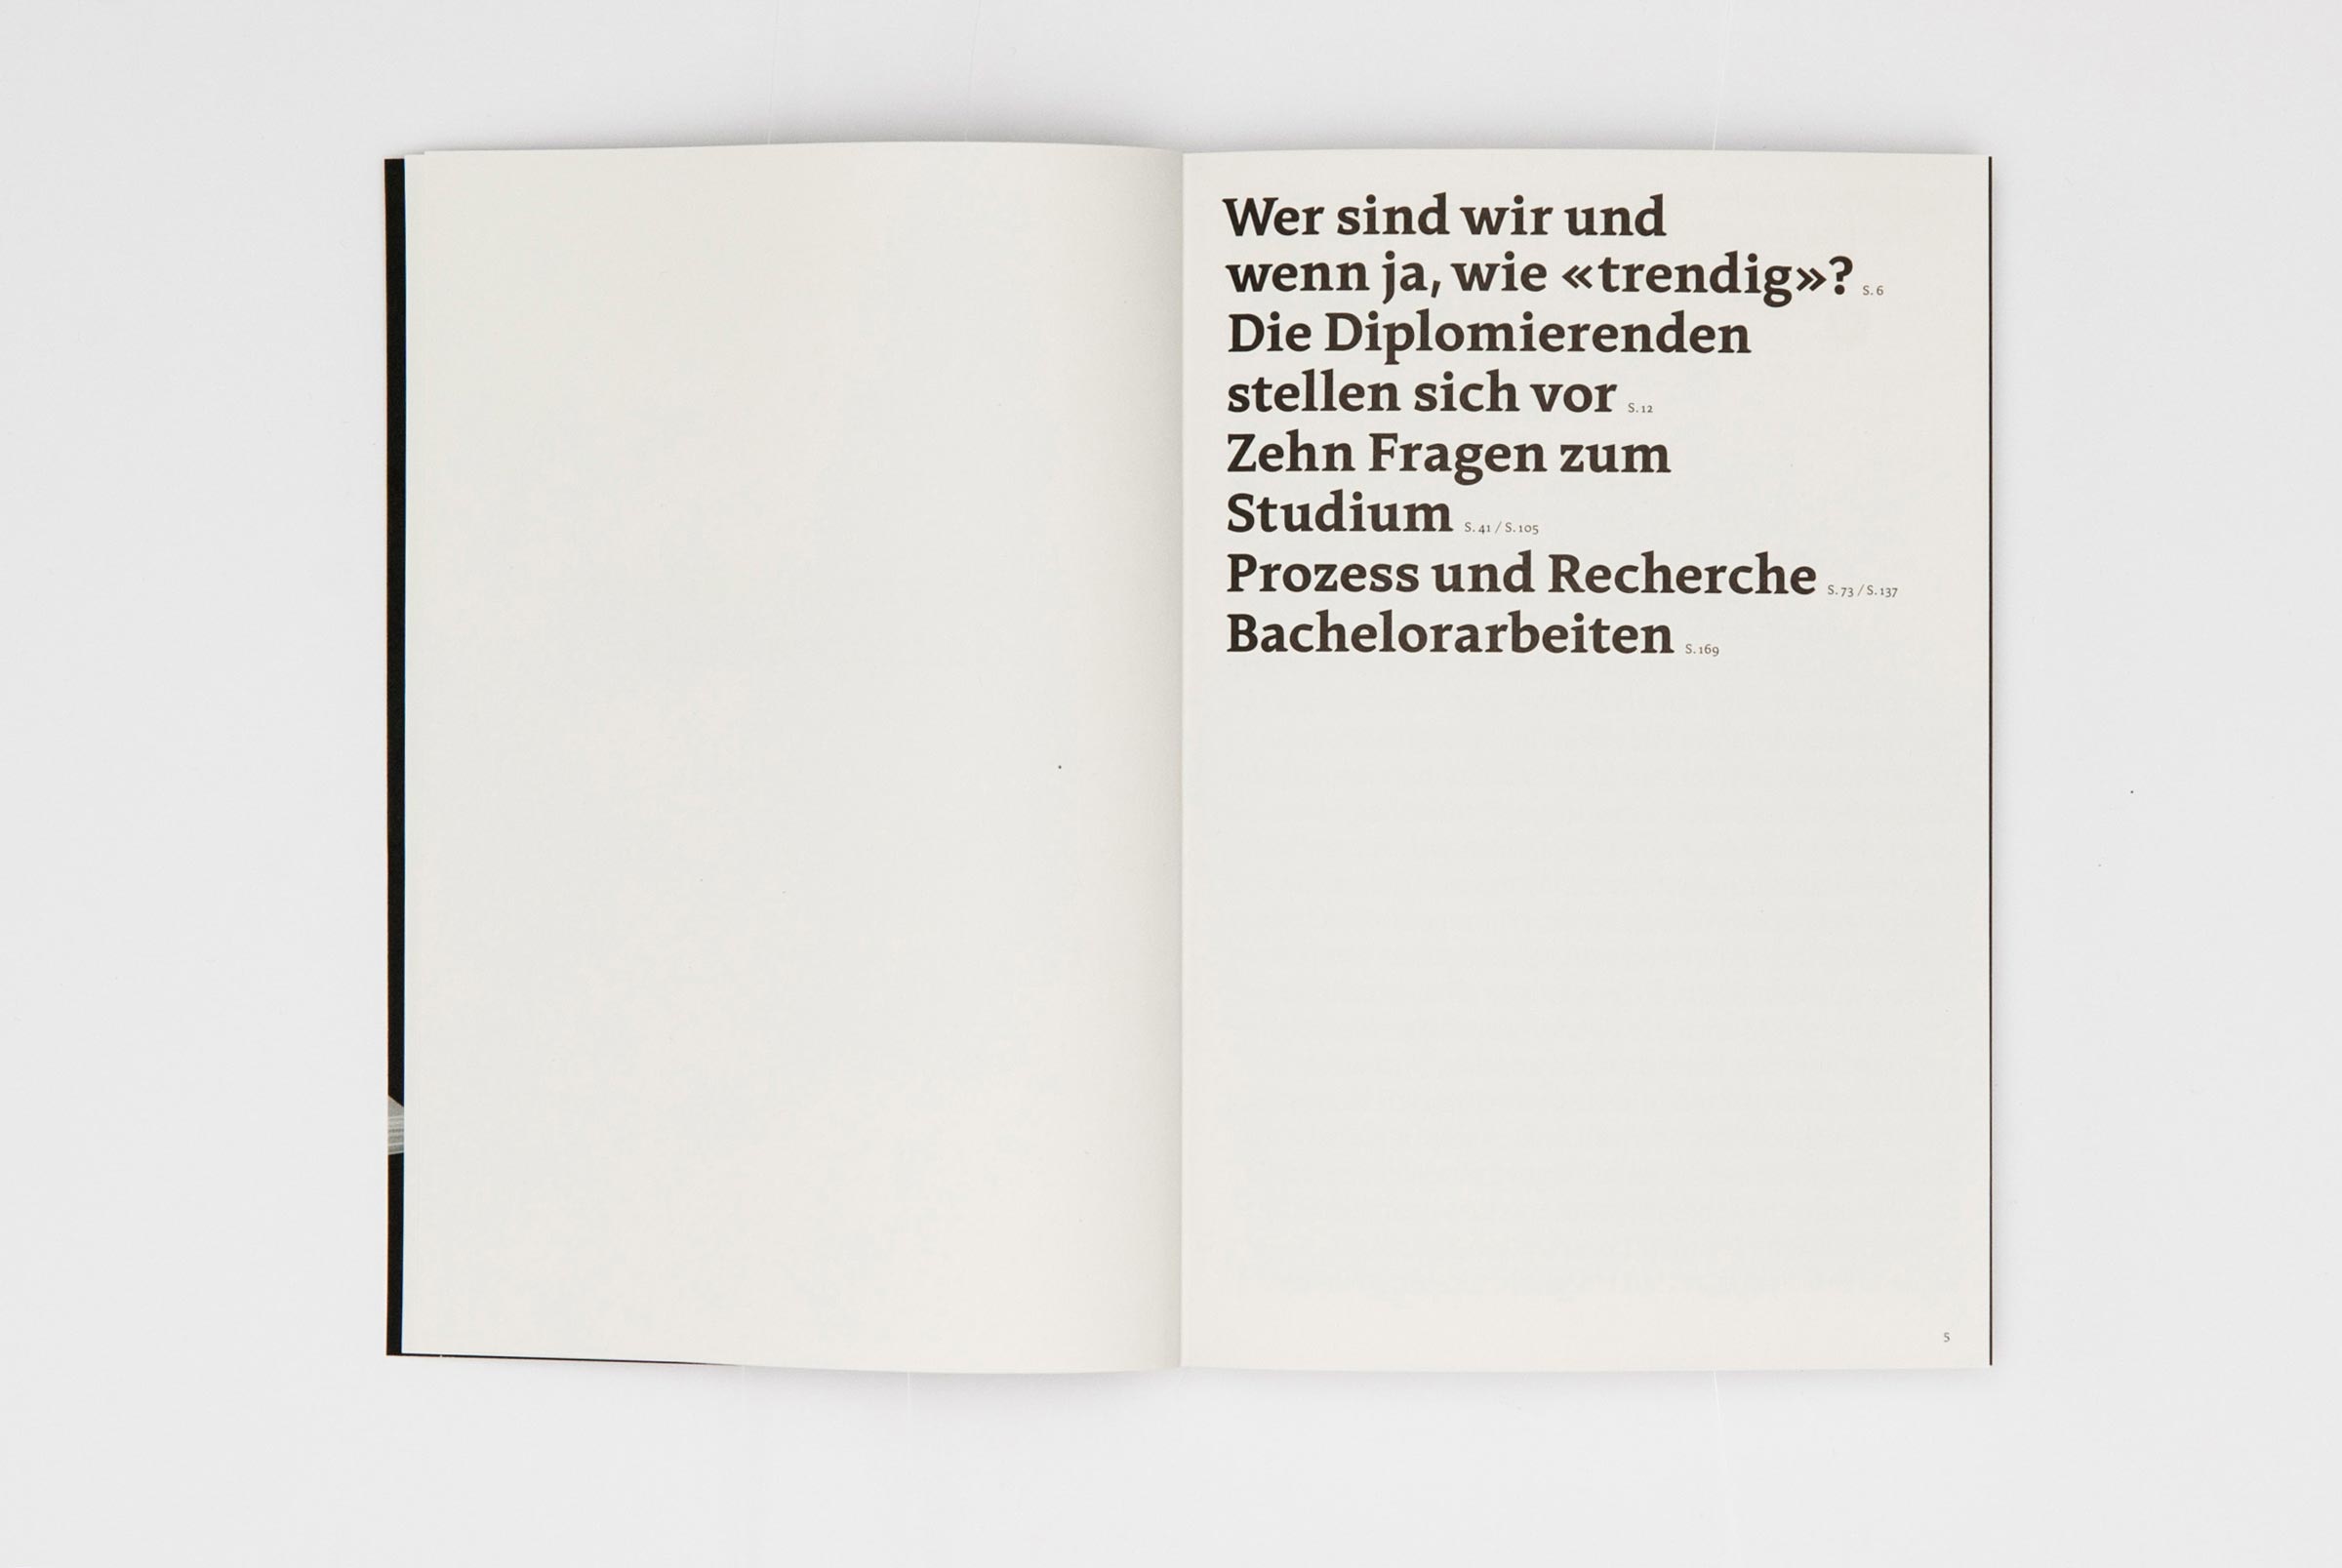 Wer sind wir und
wenn ja, wie «trendig»? S. 6
Die Diplomierenden
stellen sich vor S. 12
Zehn Fragen zum
Studium S. 41 / S. 105
Prozess und Recherche S. 73 / S. 137
Bachelorarbeiten S. 169
5